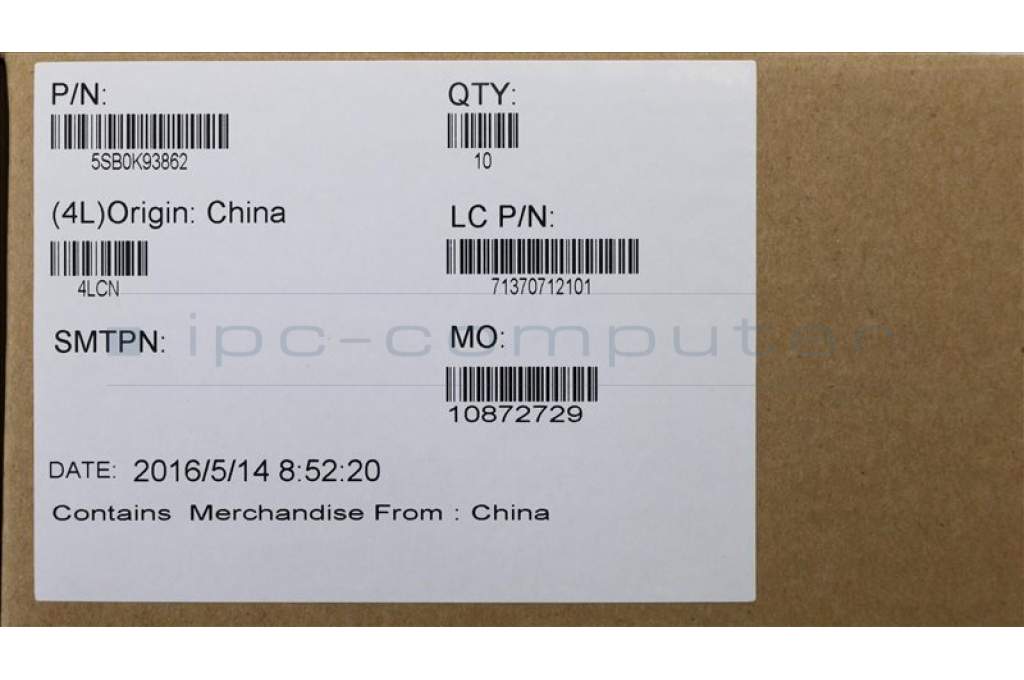 P/N: QTY:
5SB0K93862 10
(4L)Origin: China LC P/N:
4LCN 71370712101
SMTPN: MO:
ipc-computer
10872729
DATE: 2016/5/14 8:52:20
Contains Merchandise From : China